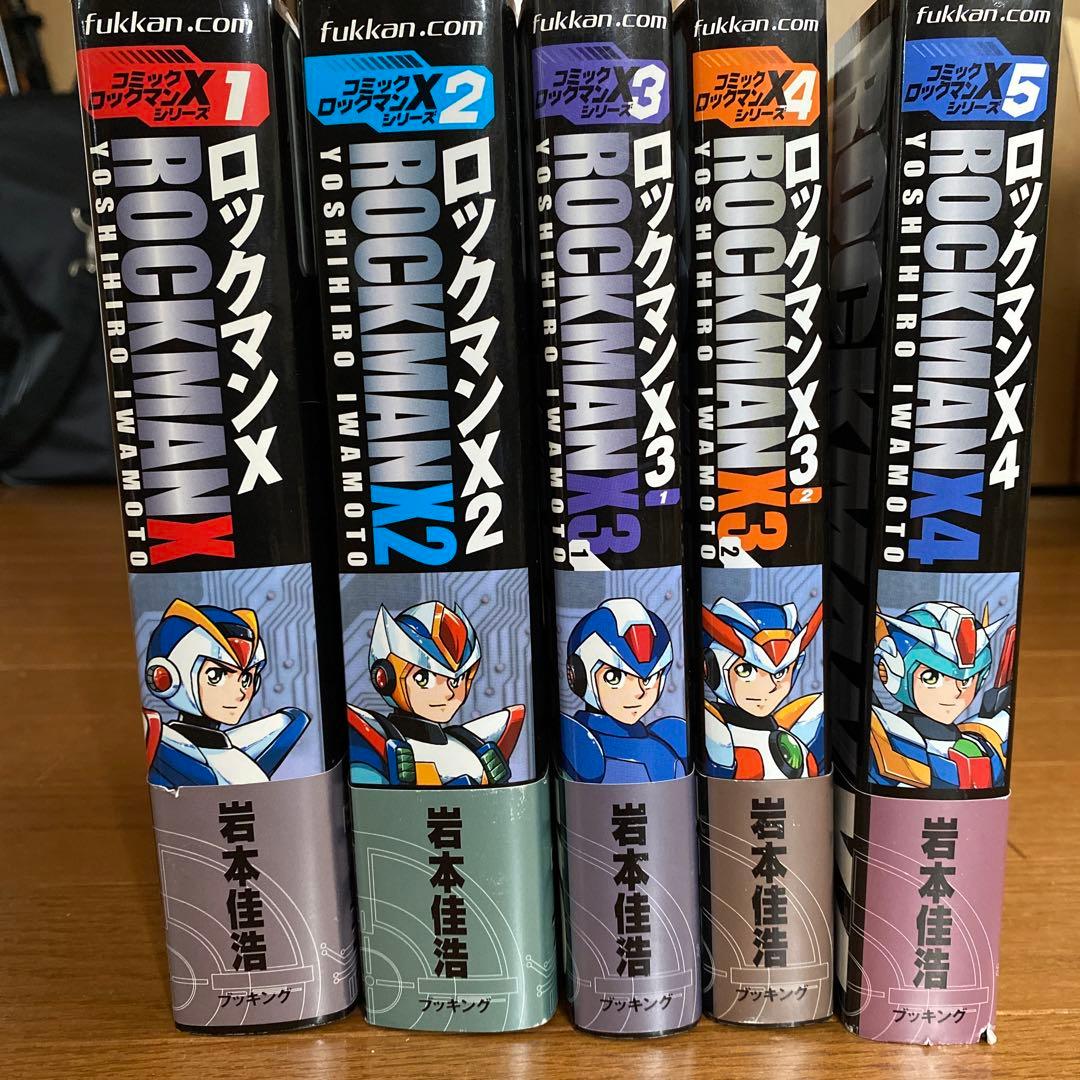 fukkan.com
コミック
ロックマンX
シリーズ
1
ロックマンX
ROCKMAN X
YOSHIHIRO IWAMOTO
岩本佳浩
ブッキング
fukkan.com
コミック
ロックマンX
シリーズ
2
ロックマンX2
ROCKMAN X2
YOSHIHIRO IWAMOTO
岩本佳浩
ブッキング
fukkan.com
コミック
ロックマンX
シリーズ
3
ロックマンX3
1
ROCKMAN X3
1
YOSHIHIRO IWAMOTO
岩本佳浩
ブッキング
fukkan.com
コミック
ロックマンX
シリーズ
4
ロックマンX3
2
ROCKMAN X3
2
YOSHIHIRO IWAMOTO
岩本佳浩
ブッキング
ROCKMAN
fukkan.com
コミック
ロックマンX
シリーズ
5
ロックマンX4
ROCKMAN X4
YOSHIHIRO IWAMOTO
岩本佳浩
ブッキング